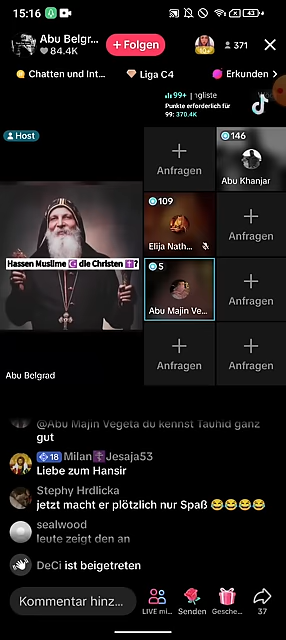 15:06
43
Abu Belgr...
84.4K
+ Folgen
371
Chatten und Int...
Liga C4
Erkunden
99+ | ngliste
Punkte erforderlich für
99: 370.4K
Host
Anfragen
146
Abu Khanjar
109
Elija Nath...
Anfragen
Hassen Muslime die Christen ?
5
Abu Majin Ve...
Anfragen
Anfragen
Anfragen
Abu Belgrad
@Abu Majin Vegeta du kennst Tauhid ganz
gut
18 Milan Jesaja53
Liebe zum Hansir
Stephy Hrdlicka
jetzt macht er plötzlich nur Spaß 😂😂😂😂
sealwood
leute zeigt den an
DeCi ist beigetreten
Kommentar hinz...
LIVE mi...
Senden
Gesche...
37